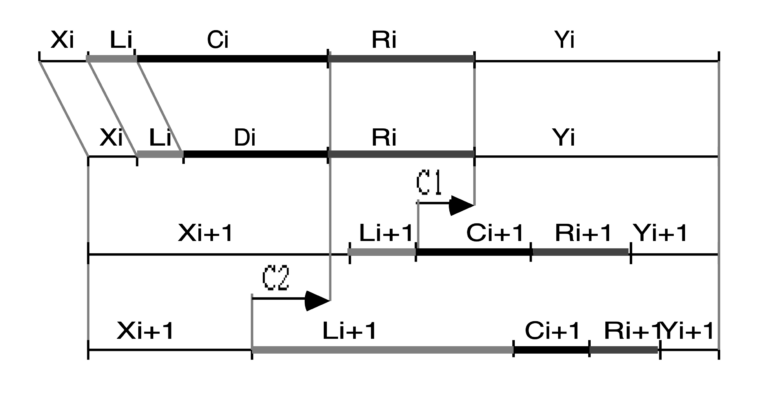 Xi Li Ci Ri Yi
Xi Li Di Ri Yi
C1
Xi+1 Li+1 Ci+1 Ri+1 Yi+1
C2
Xi+1 Li+1 Ci+1 Ri+1 Yi+1